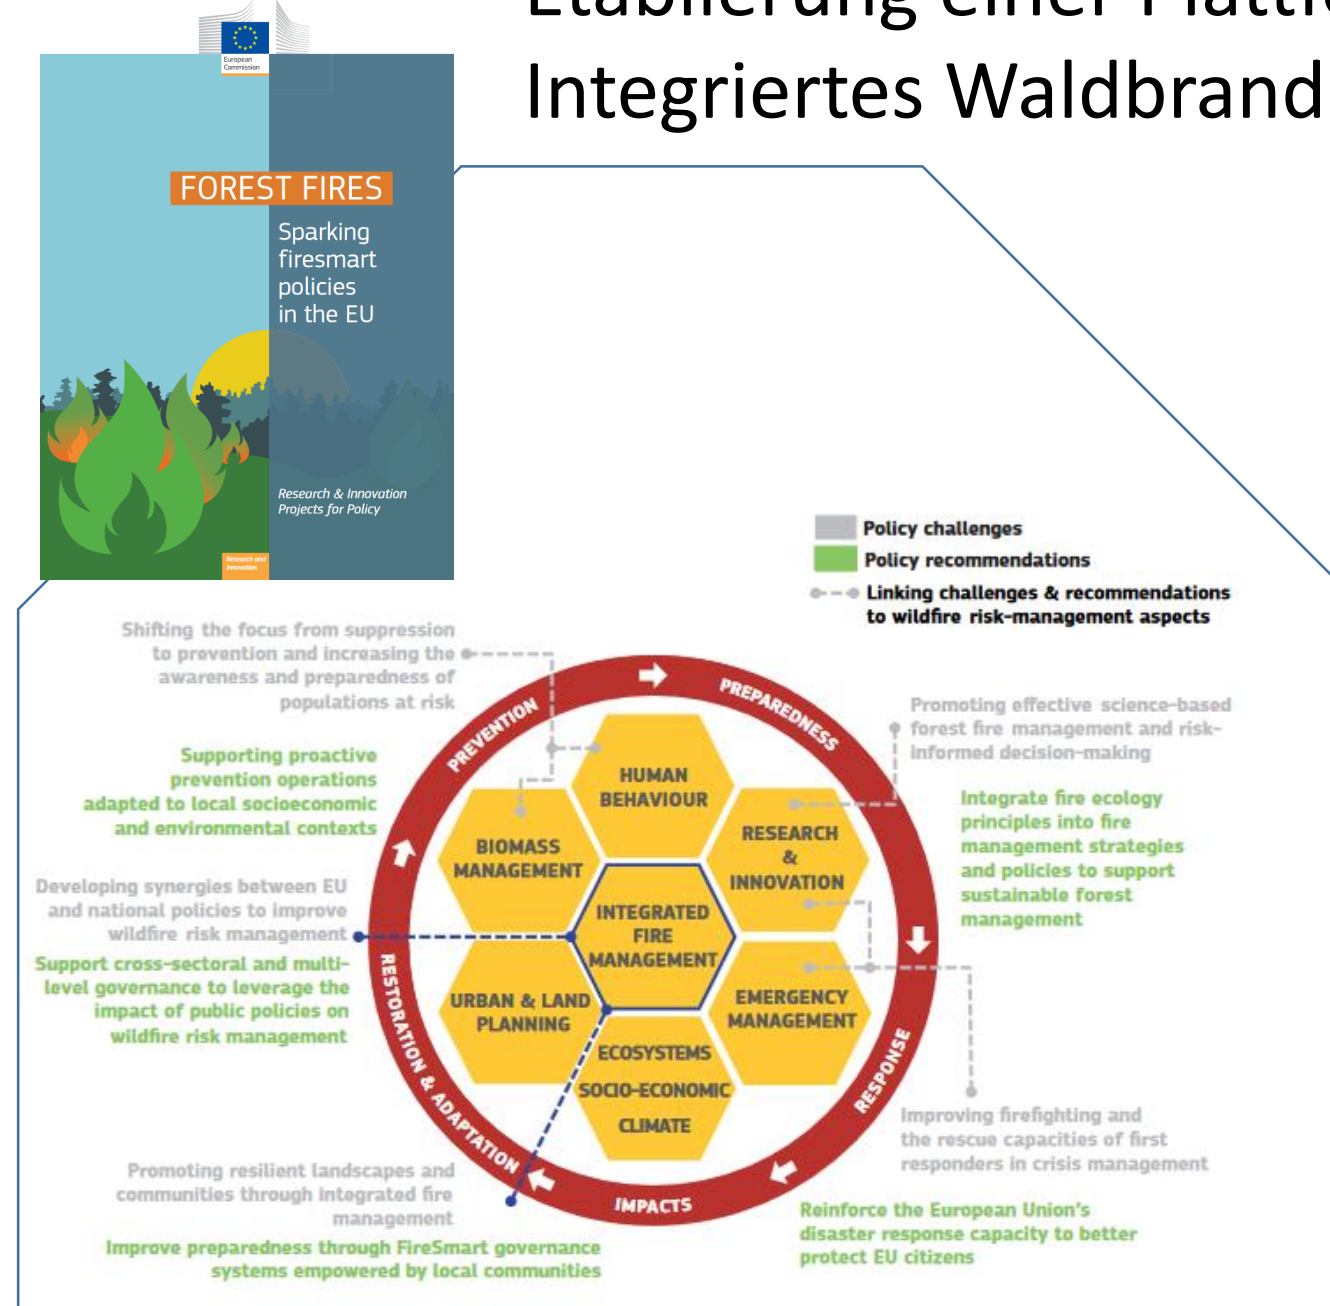 Etablierung einer
Integriertes Waldbrand
European
Commission
FOREST FIRES
Sparking
firesmart
policies
in the EU
Research & Innovation
Projects for Policy
Research and
Innovation
Policy challenges
Policy recommendations
Linking challenges & recommendations
to wildfire risk-management aspects
Shifting the focus from suppression
to prevention and increasing the
awareness and preparedness of
populations at risk
Supporting proactive
prevention operations
adapted to local socioeconomic
and environmental contexts
Developing synergies between EU
and national policies to improve
wildfire risk management
Support cross-sectoral and multi-
level governance to leverage the
impact of public policies on
wildfire risk management
Promoting resilient landscapes and
communities through integrated fire
management
Improve preparedness through FireSmart governance
systems empowered by local communities
PREVENTION
PREPAREDNESS
RESPONSE
IMPACTS
RESTORATION & ADAPTATION
HUMAN
BEHAVIOUR
BIOMASS
MANAGEMENT
RESEARCH
&
INNOVATION
INTEGRATED
FIRE
MANAGEMENT
URBAN & LAND
PLANNING
EMERGENCY
MANAGEMENT
ECOSYSTEMS
SOCIO-ECONOMIC
CLIMATE
Promoting effective science-based
forest fire management and risk-
informed decision-making
Integrate fire ecology
principles into fire
management strategies
and policies to support
sustainable forest
management
Improving firefighting and
the rescue capacities of first
responders in crisis management
Reinforce the European Union's
disaster response capacity to better
protect EU citizens